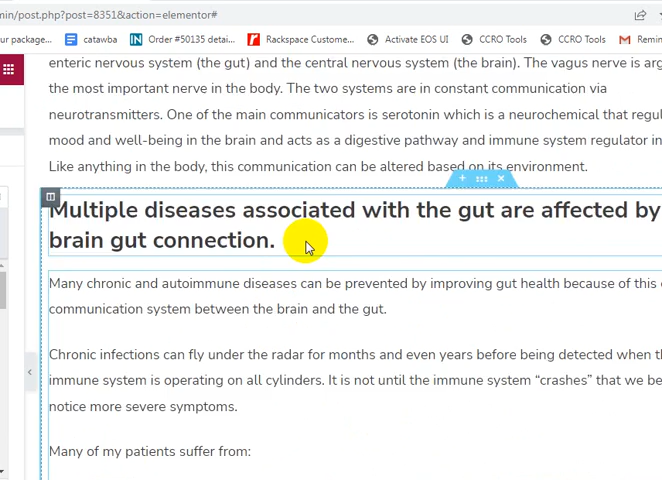 min/post.php?post=8351&action=elementor#
ur package...
catawba
Order #50135 detai...
Rackspace Custome...
Activate EOS UI
CCRO Tools
CCRO Tools
Remin
enteric nervous system (the gut) and the central nervous system (the brain). The vagus nerve is arg
the most important nerve in the body. The two systems are in constant communication via
neurotransmitters. One of the main communicators is serotonin which is a neurochemical that regul
mood and well-being in the brain and acts as a digestive pathway and immune system regulator in
Like anything in the body, this communication can be altered based on its environment.
Multiple diseases associated with the gut are affected by
brain gut connection.
Many chronic and autoimmune diseases can be prevented by improving gut health because of this
communication system between the brain and the gut.
Chronic infections can fly under the radar for months and even years before being detected when th
immune system is operating on all cylinders. It is not until the immune system “crashes” that we be
notice more severe symptoms.
Many of my patients suffer from: